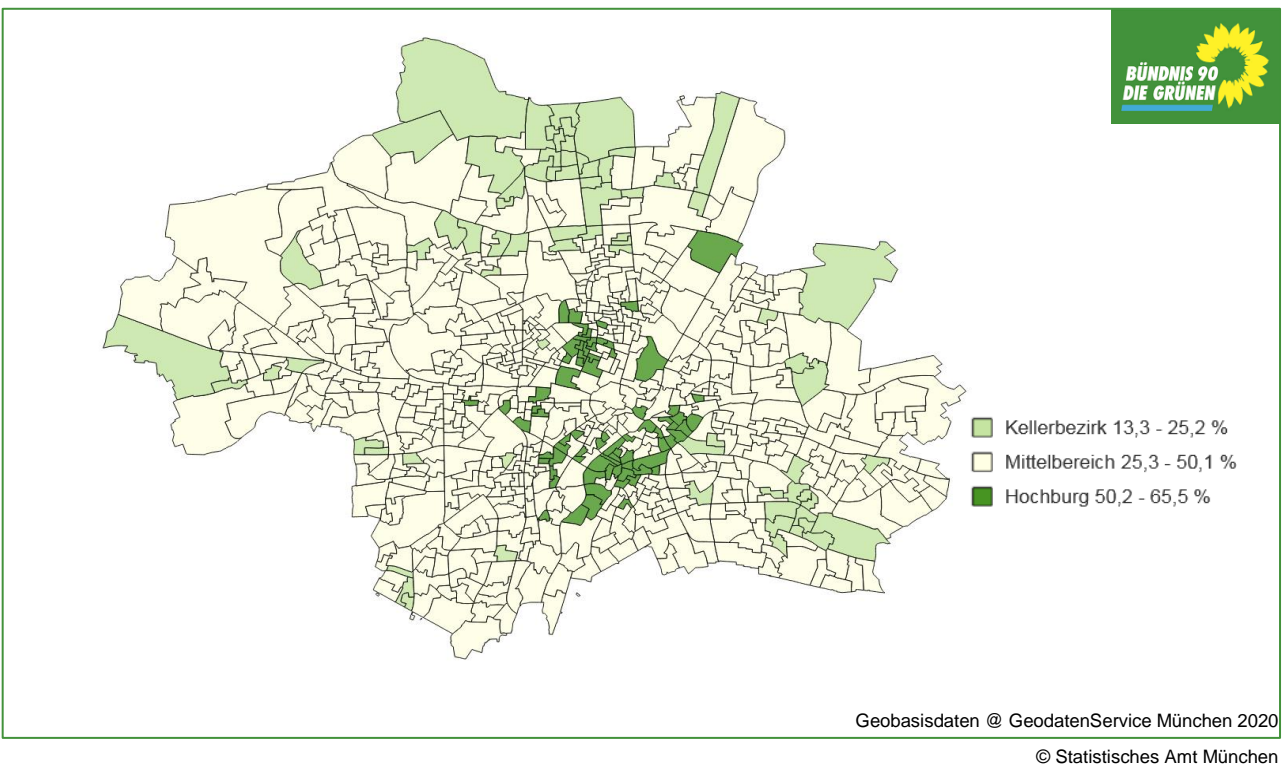 BÜNDNIS 90
DIE GRÜNEN
Kellerbezirk 13,3 - 25,2 %
Mittelbereich 25,3 - 50,1 %
Hochburg 50,2 - 65,5 %
Geobasisdaten @ GeodatenService München 2020
© Statistisches Amt München